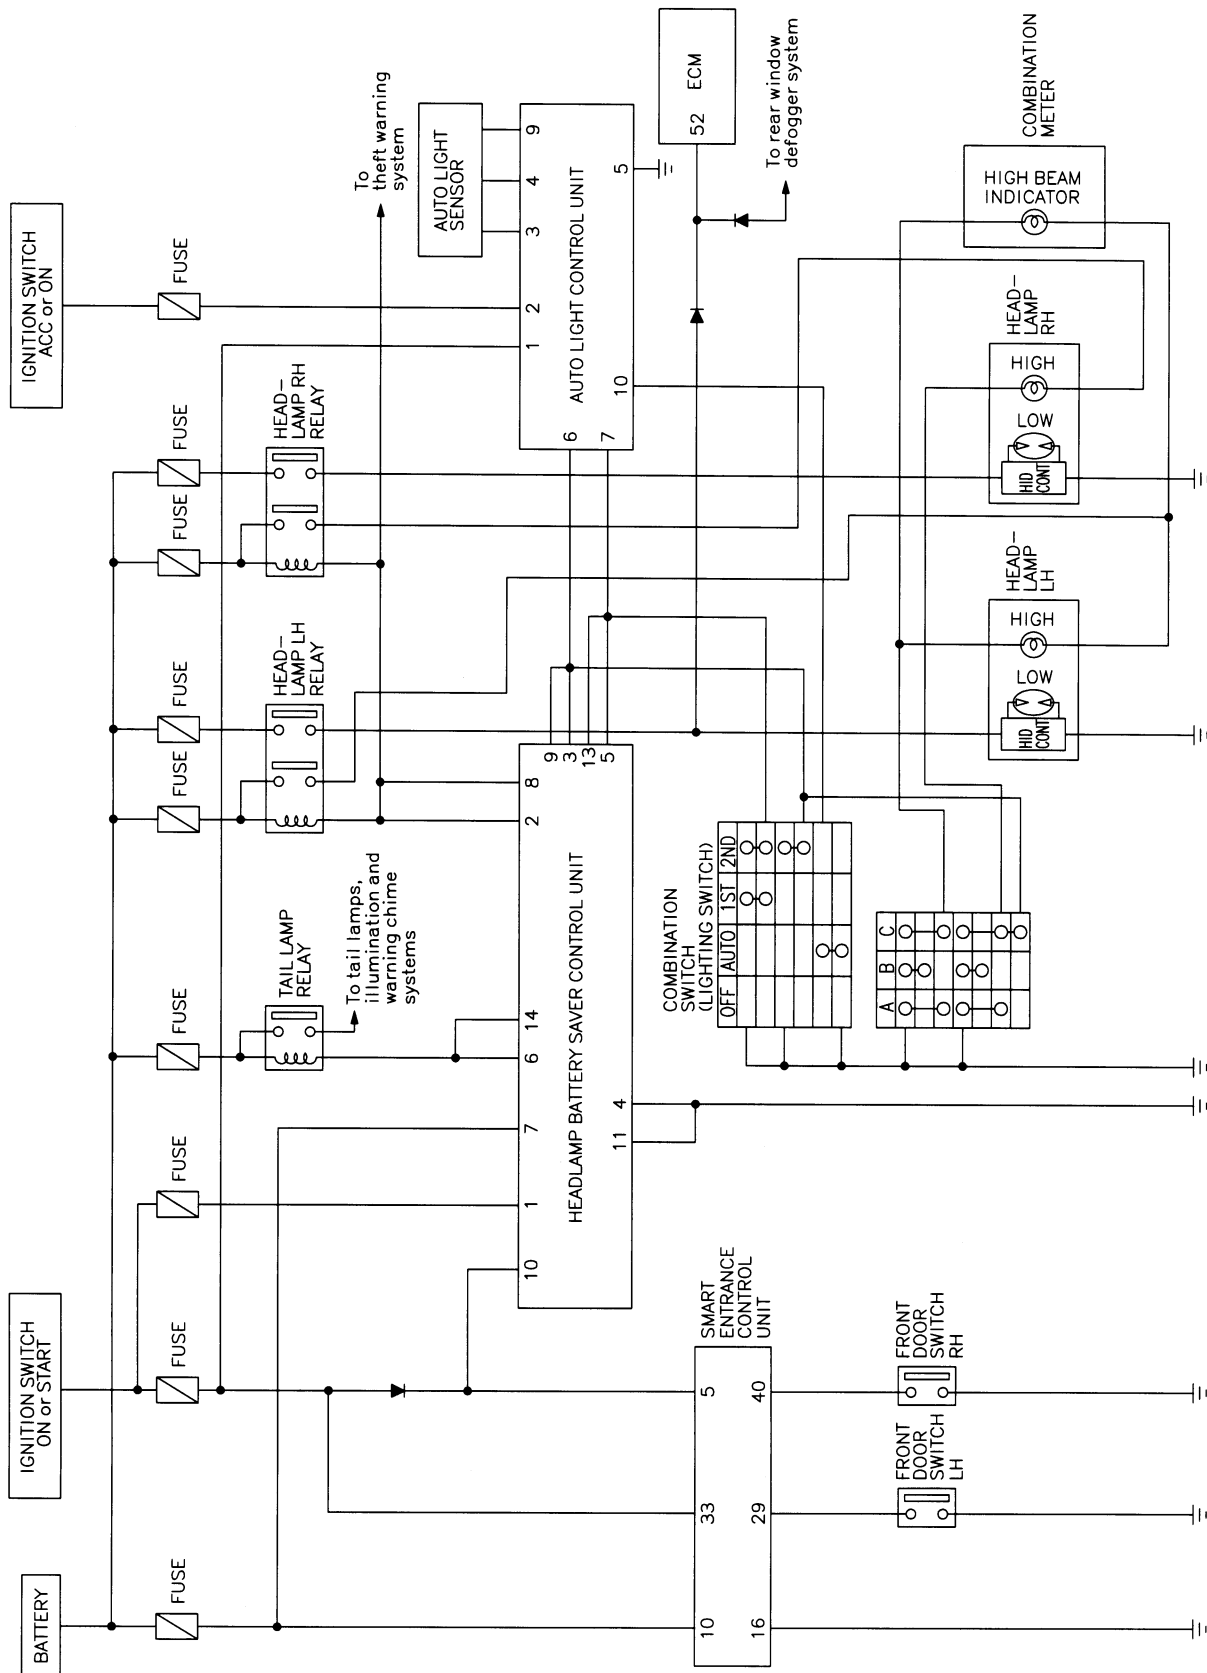 BATTERY
IGNITION SWITCH
ON or START
IGNITION SWITCH
ACC or ON
FUSE
FUSE
FUSE
FUSE
FUSE
FUSE
FUSE
FUSE
FUSE
TAIL LAMP
RELAY
HEAD-
LAMP LH
RELAY
HEAD-
LAMP RH
RELAY
To tail lamps,
illumination and
warning chime
systems
To
theft warning
system
AUTO LIGHT
SENSOR
10
1
7
6
14
2
8
HEADLAMP BATTERY SAVER CONTROL UNIT
9
3
13
5
11
4
1
2
3
4
9
AUTO LIGHT CONTROL UNIT
6
7
10
5
ECM
52
To rear window
defogger system
SMART
ENTRANCE
CONTROL
UNIT
10
33
5
16
29
40
COMBINATION
SWITCH
(LIGHTING SWITCH)
OFF
AUTO
1ST
2ND
A
B
C
FRONT
DOOR
SWITCH
LH
FRONT
DOOR
SWITCH
RH
HEAD-
LAMP
LH
HID
CONT
LOW
HIGH
HEAD-
LAMP
RH
HID
CONT
LOW
HIGH
COMBINATION
METER
HIGH BEAM
INDICATOR